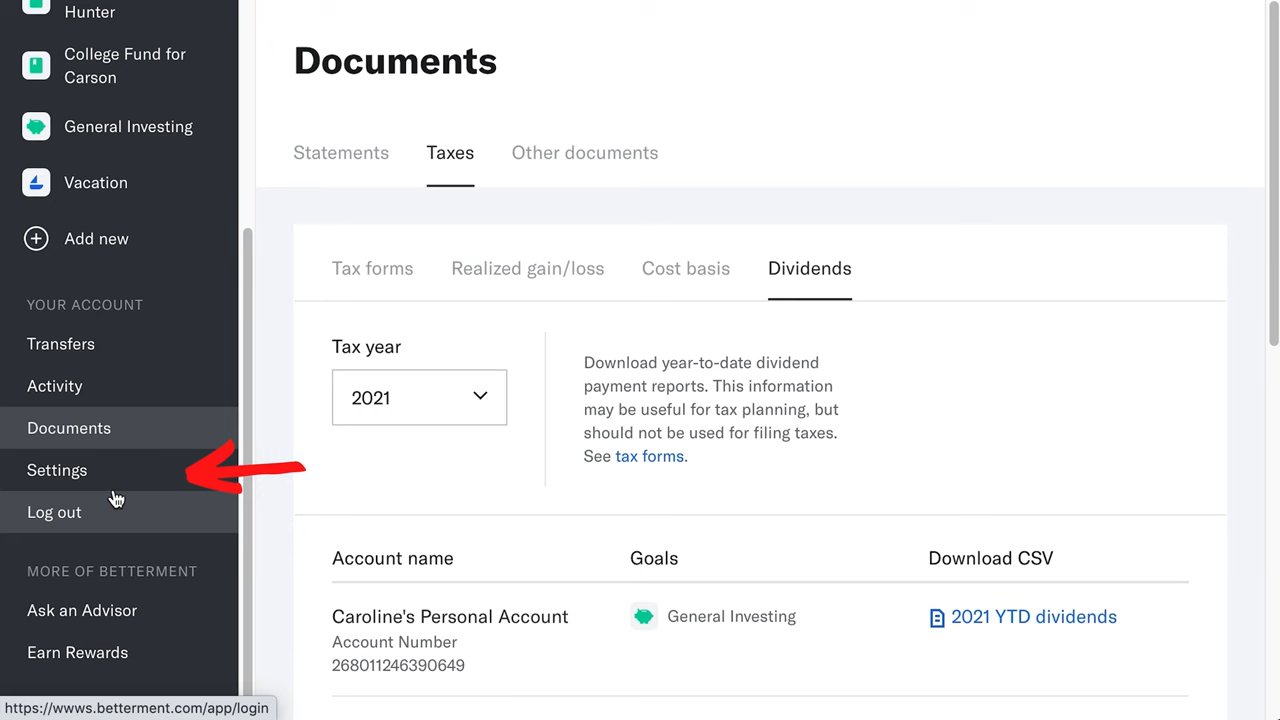 Hunter
College Fund for
Carson
General Investing
Vacation
Add new
YOUR ACCOUNT
Transfers
Activity
Documents
Settings
Log out
MORE OF BETTERMENT
Ask an Advisor
Earn Rewards
https://wwws.betterment.com/app/login
Documents
Statements Taxes Other documents
Tax forms Realized gain/loss Cost basis Dividends
Tax year
2021
Download year-to-date dividend
payment reports. This information
may be useful for tax planning, but
should not be used for filing taxes.
See tax forms.
Account name Goals Download CSV
Caroline's Personal Account General Investing 2021 YTD dividends
Account Number
268011246390649